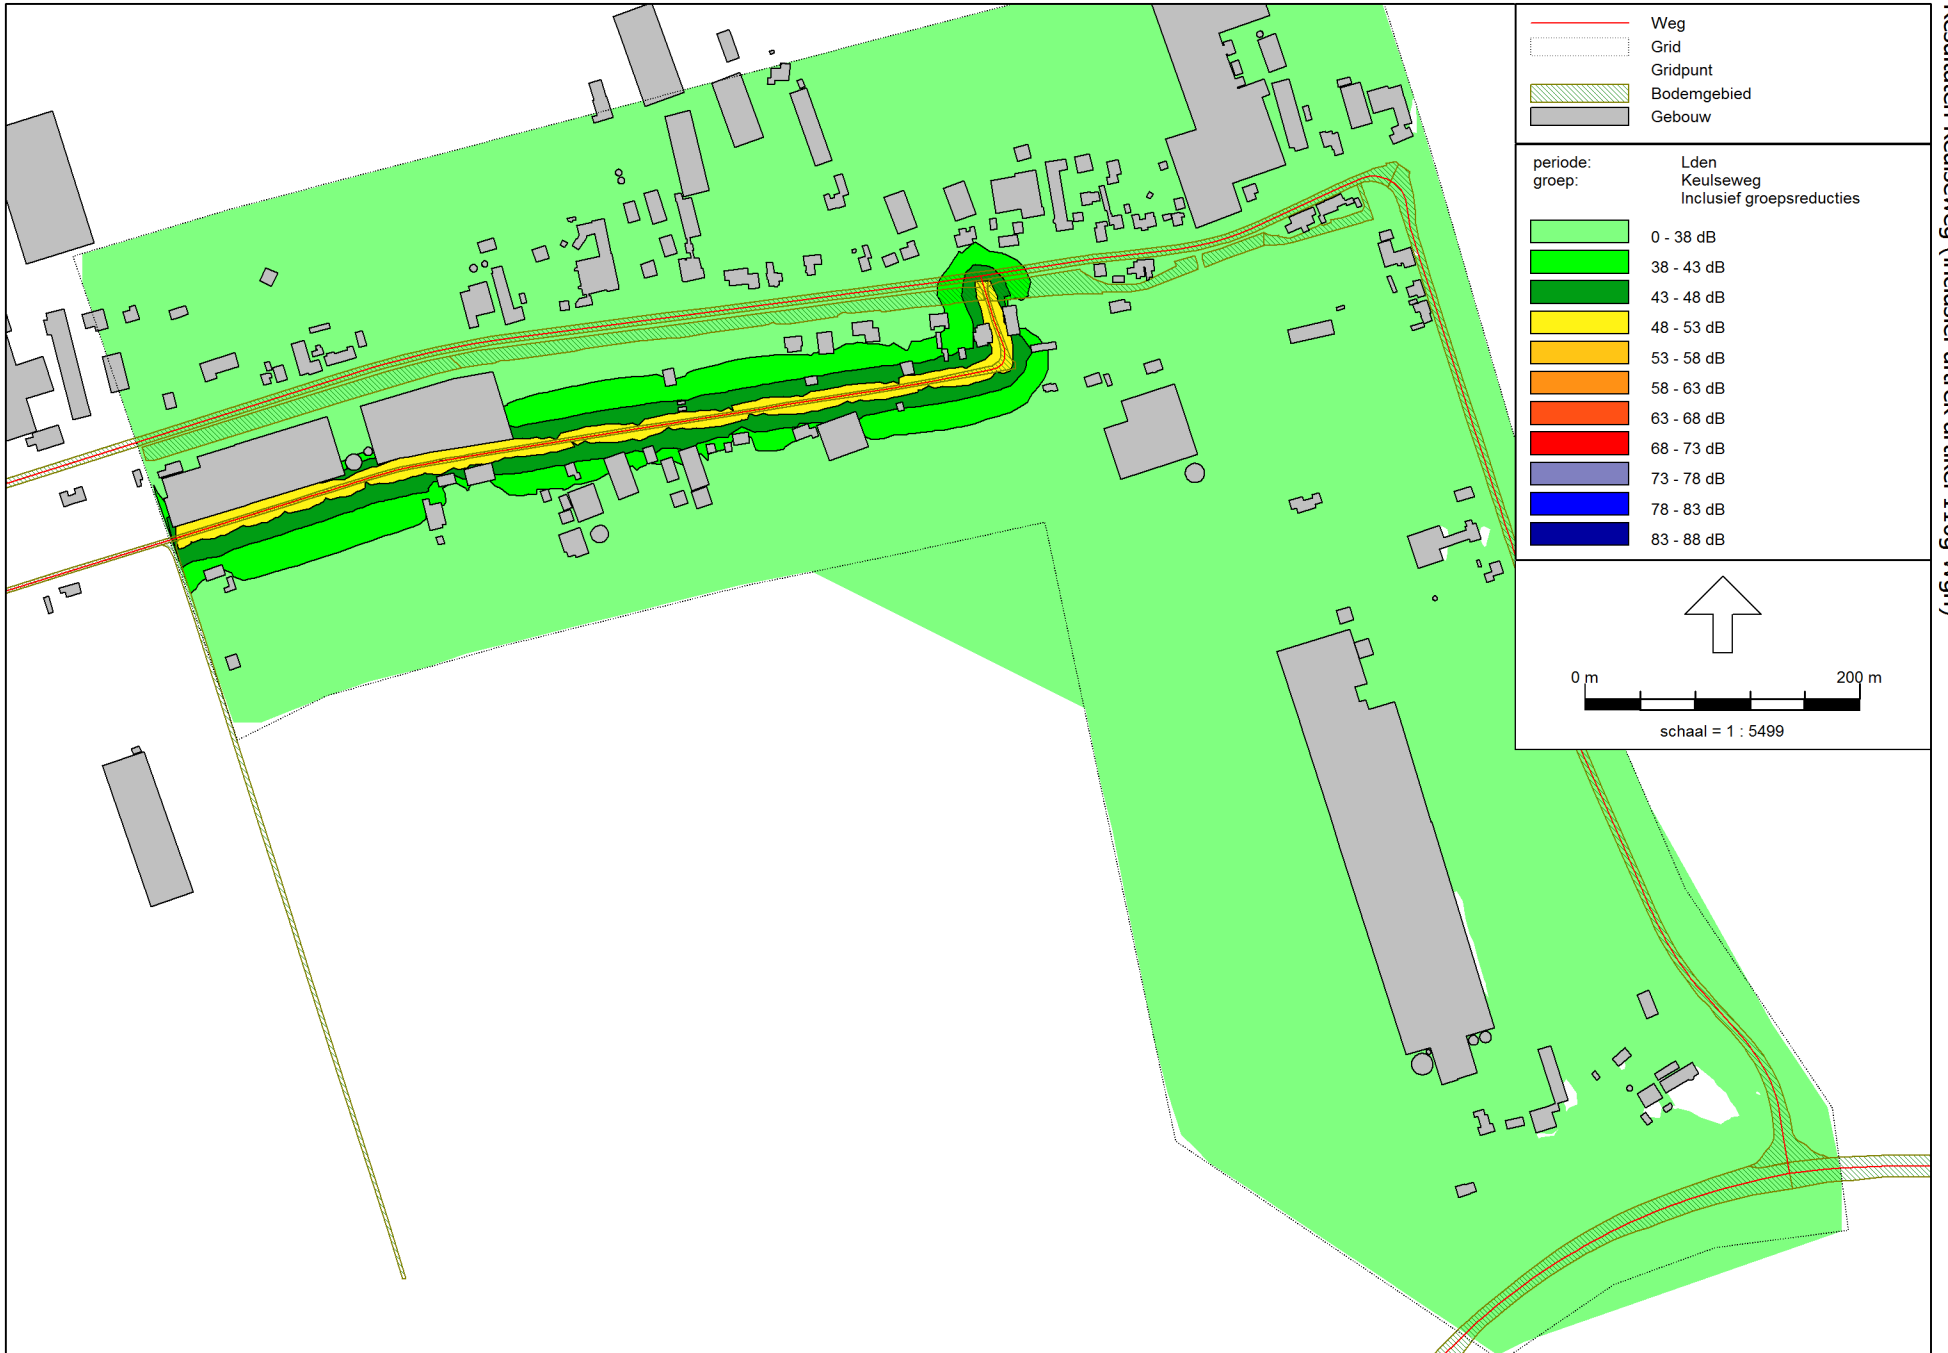 Weg
Grid
Gridpunt
Bodemgebied
Gebouw
periode: Lden
groep: Keulseweg
Inclusief groepsreducties
0 - 38 dB
38 - 43 dB
43 - 48 dB
48 - 53 dB
53 - 58 dB
58 - 63 dB
63 - 68 dB
68 - 73 dB
73 - 78 dB
78 - 83 dB
83 - 88 dB
0 m 200 m
schaal = 1 : 5499